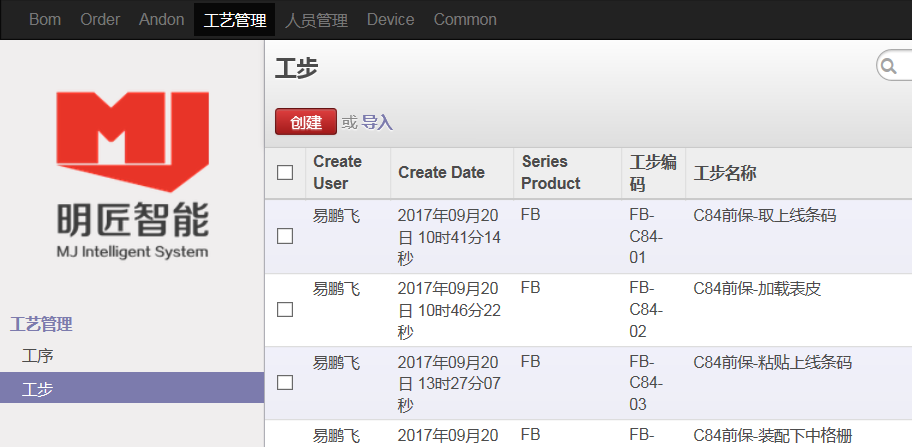 Bom Order Andon 工艺管理 人员管理 Device Common
MJ
明匠智能
MJ Intelligent System
工艺管理
工序
工步
工步
创建 或 导入
Create User Create Date Series Product 工步编码 工步名称
易鹏飞 2017年09月20日 10时41分14秒 FB FB-C84-01 C84前保-取上线条码
易鹏飞 2017年09月20日 10时46分22秒 FB FB-C84-02 C84前保-加载表皮
易鹏飞 2017年09月20日 13时27分07秒 FB FB-C84-03 C84前保-粘贴上线条码
易鹏飞 2017年09月20 FB FB- C84前保-装配下中格栅